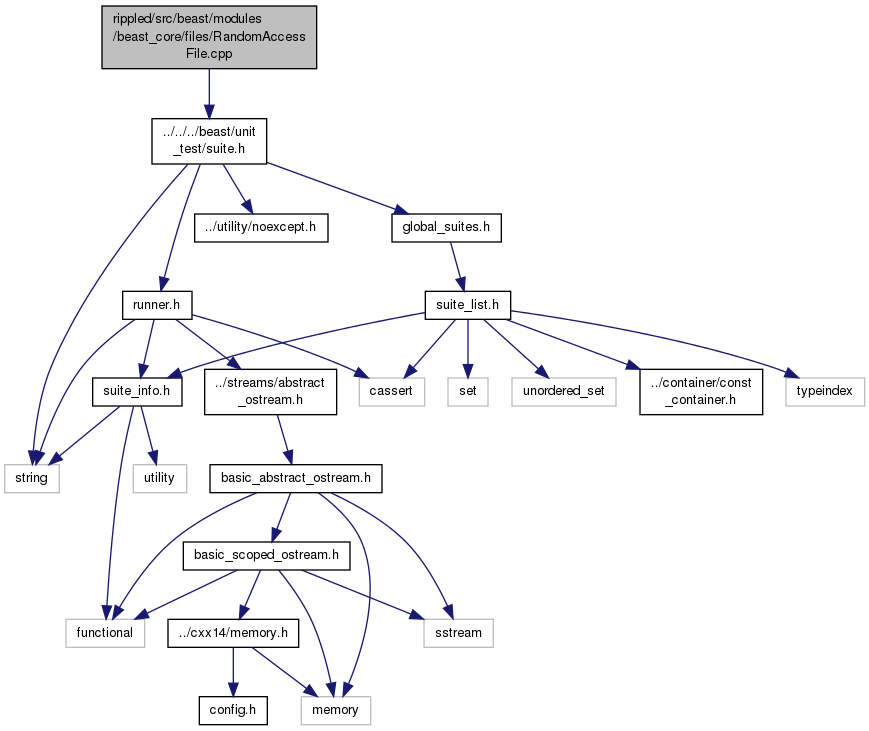 rippled/src/beast/modules
/beast_core/files/RandomAccess
File.cpp
../../../beast/unit
_test/suite.h
../utility/noexcept.h
global_suites.h
runner.h
suite_list.h
suite_info.h
../streams/abstract
_ostream.h
cassert
set
unordered_set
../container/const
_container.h
typeindex
string
utility
basic_abstract_ostream.h
basic_scoped_ostream.h
functional
../cxx14/memory.h
sstream
config.h
memory